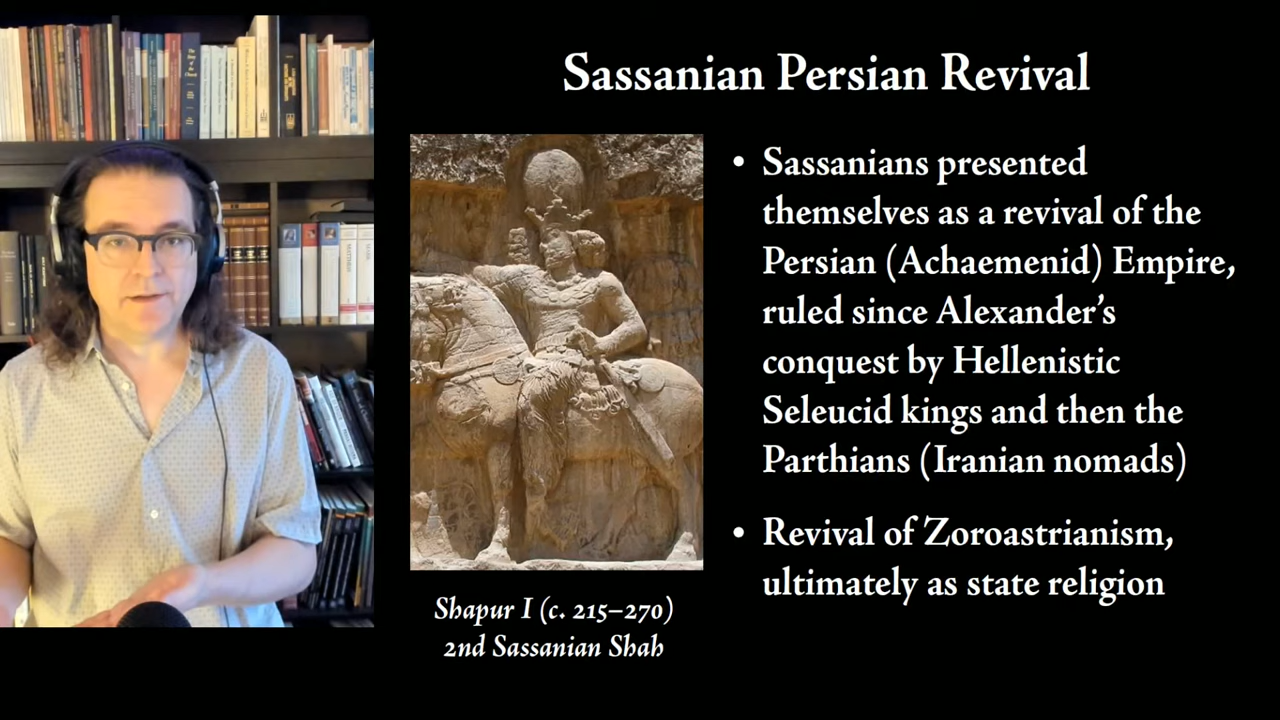 Sassanian Persian Revival
• Sassanians presented
themselves as a revival of the
Persian (Achaemenid) Empire,
ruled since Alexander’s
conquest by Hellenistic
Seleucid kings and then the
Parthians (Iranian nomads)
• Revival of Zoroastrianism,
ultimately as state religion
Shapur I (c. 215–270)
2nd Sassanian Shah